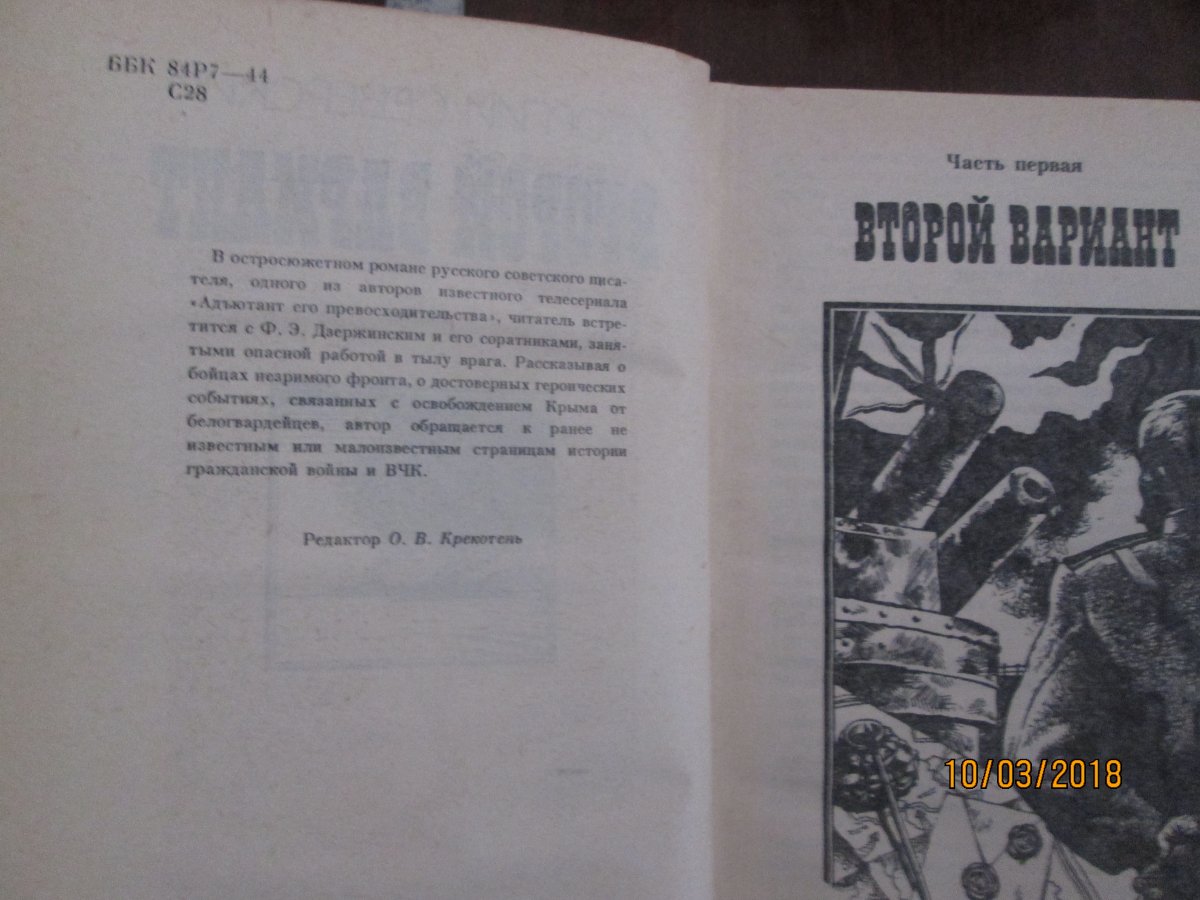 ББК 84Р7—44
С28
В остросюжетном романе русского советского писа-
теля, одного из авторов известного телесериала
«Адъютант его превосходительства», читатель встре-
тится с Ф. Э. Дзержинским и его соратниками, заня-
тыми опасной работой в тылу врага. Рассказывая о
бойцах незримого фронта, о достоверных героических
событиях, связанных с освобождением Крыма от
белогвардейцев, автор обращается к ранее не
известным или малоизвестным страницам истории
гражданской войны и ВЧК.
Редактор О. В. Крекотень
Часть первая
ВТОРОЙ ВАРИАНТ
10/03/2018